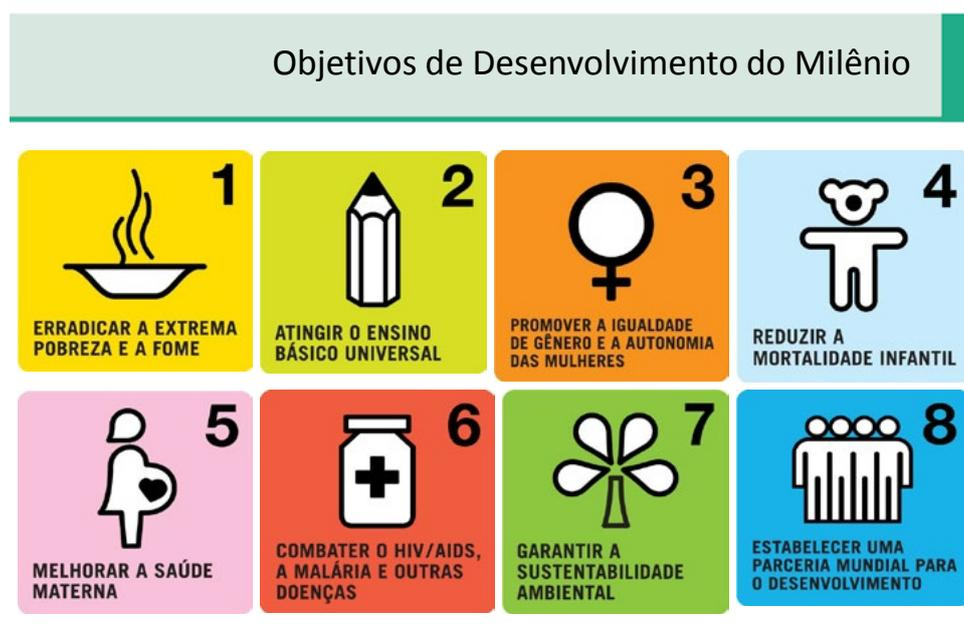 Objetivos de Desenvolvimento do Milênio
1
ERRADICAR A EXTREMA
POBREZA E A FOME
2
ATINGIR O ENSINO
BÁSICO UNIVERSAL
3
PROMOVER A IGUALDADE
DE GÊNERO E A AUTONOMIA
DAS MULHERES
4
REDUZIR A
MORTALIDADE INFANTIL
5
MELHORAR A SAÚDE
MATERNA
6
COMBATER O HIV/AIDS,
A MALÁRIA E OUTRAS
DOENÇAS
7
GARANTIR A
SUSTENTABILIDADE
AMBIENTAL
8
ESTABELECER UMA
PARCERIA MUNDIAL PARA
O DESENVOLVIMENTO